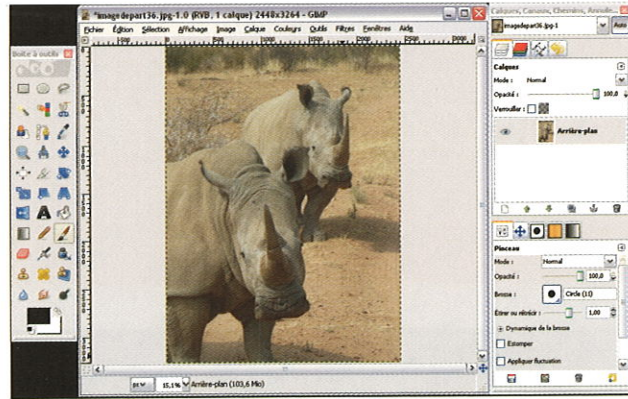 *imagedepart36.jpg-1.0 (RVB, 1 calque) 2448x3264 - GIMP
Fichier Édition Sélection Affichage Image Calque Couleurs Outils Filtres Fenêtres Aide
Boîte à outils
15,1% Arrière-plan (103,6 Mio)
Calques, Canaux, Chemins, Annule...
imagedepart36.jpg-1 Auto
Calques
Mode : Normal
Opacité : 100,0
Verrouiller :
Arrière-plan
Pinceau
Mode : Normal
Opacité : 100,0
Brosse : Circle (11)
Étirer ou rétrécir : 1,00
Dynamique de la brosse
Estomper
Appliquer fluctuation